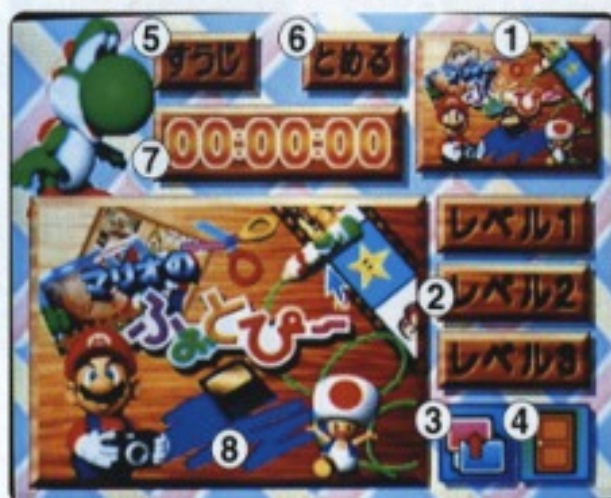 ⑤ すうじ
⑥ とめる
①
⑦ 00:00:00
マリオの
ふぉとぴー
レベル1
② レベル2
レベル3
③ ④
⑧